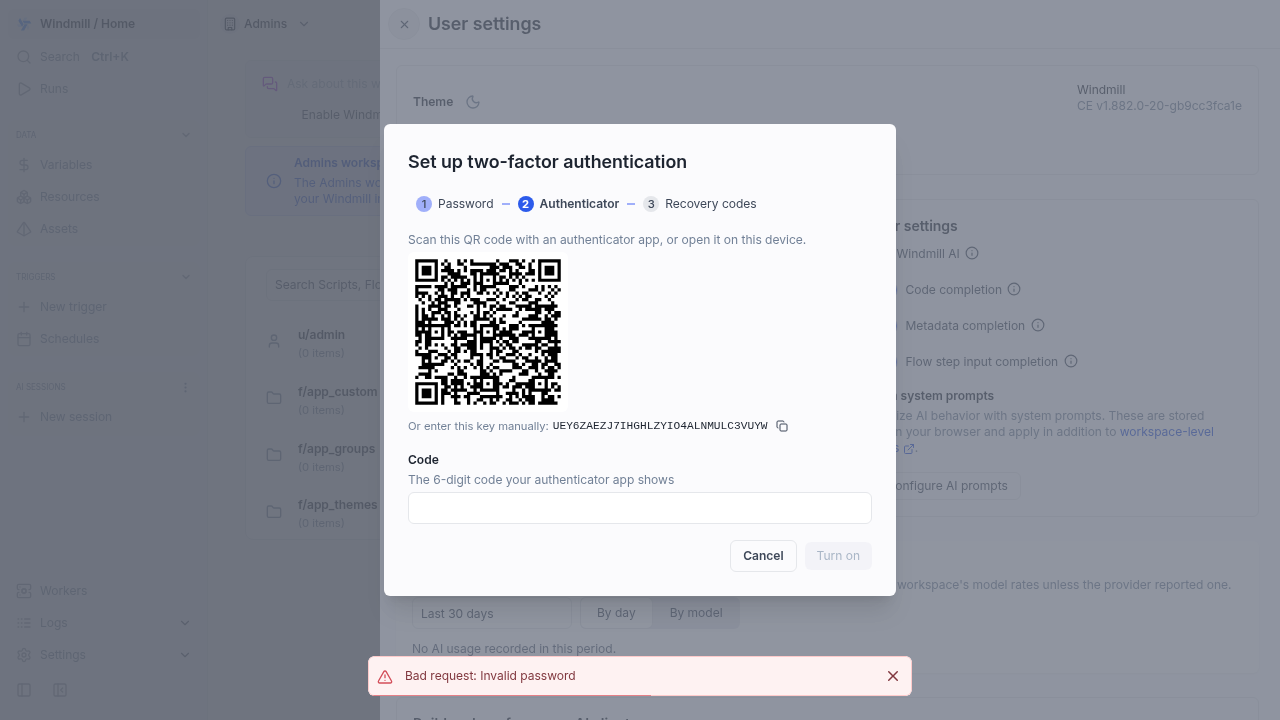 Windmill / Home
Search Ctrl+K
Runs
DATA
Variables
Resources
Assets
TRIGGERS
New trigger
Schedules
AI SESSIONS
New session
Workers
Logs
Settings
Admins
Ask about this w
Enable Windm
Admins worksp
The Admins wo
your Windmill in
Search Scripts, Flo
u/admin
(0 items)
f/app_custom
(0 items)
f/app_groups
(0 items)
f/app_themes
(0 items)
User settings
Theme
Windmill
CE v1.882.0-20-gb9cc3fca1e
Set up two-factor authentication
1 Password
2 Authenticator
3 Recovery codes
Scan this QR code with an authenticator app, or open it on this device.
Or enter this key manually: UEY6ZAEZJ7IHGHLZYIO4ALNMULC3VUYW
Code
The 6-digit code your authenticator app shows
Cancel
Turn on
r settings
Windmill AI
Code completion
Metadata completion
Flow step input completion
system prompts
ize AI behavior with system prompts. These are stored
n your browser and apply in addition to workspace-level
s.
onfigure AI prompts
workspace's model rates unless the provider reported one.
Last 30 days
By day
By model
No AI usage recorded in this period.
Bad request: Invalid password